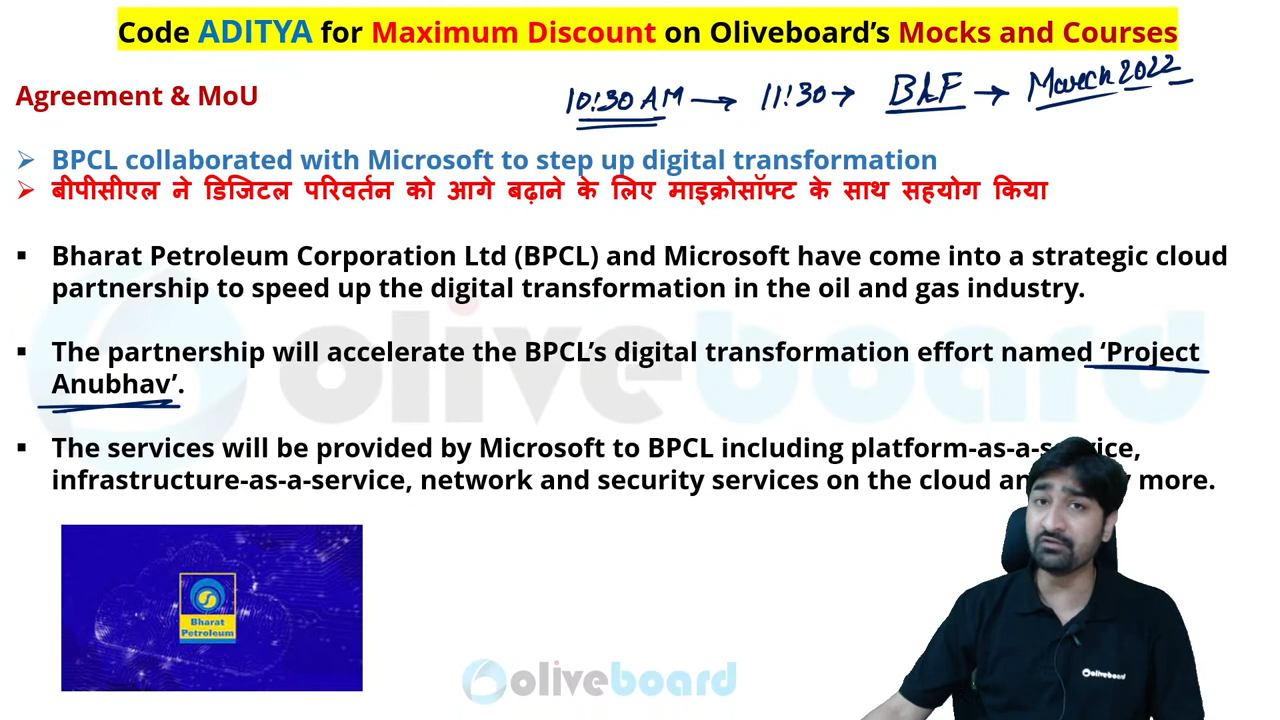 Code ADITYA for Maximum Discount on Oliveboard’s Mocks and Courses
Agreement & MoU
10:30 AM → 11:30 → B&F → March 2022
➢ BPCL collaborated with Microsoft to step up digital transformation
➢ बीपीसीएल ने डिजिटल परिवर्तन को आगे बढ़ाने के लिए माइक्रोसॉफ्ट के साथ सहयोग किया
▪ Bharat Petroleum Corporation Ltd (BPCL) and Microsoft have come into a strategic cloud
partnership to speed up the digital transformation in the oil and gas industry.
▪ The partnership will accelerate the BPCL’s digital transformation effort named ‘Project
Anubhav’.
▪ The services will be provided by Microsoft to BPCL including platform-as-a-service,
infrastructure-as-a-service, network and security services on the cloud more.
Bharat
Petroleum
oliveboard
oliveboard
oliveboard